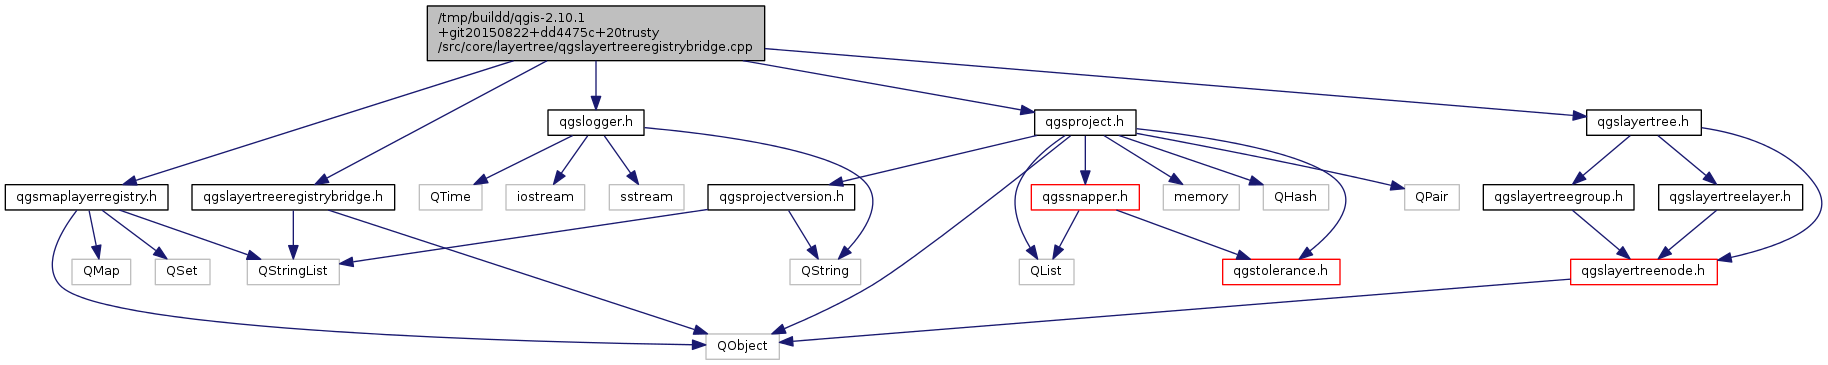 /tmp/buildd/qgis-2.10.1
+git20150822+dd4475c+20trusty
/src/core/layertree/qgslayertreeregistrybridge.cpp
qgslogger.h
qgsproject.h
qgslayertree.h
qgsmaplayerregistry.h
qgslayertreeregistrybridge.h
QTime
iostream
sstream
qgsprojectversion.h
qgssnapper.h
memory
QHash
QPair
qgslayertreegroup.h
qgslayertreelayer.h
QMap
QSet
QStringList
QString
QList
qgstolerance.h
qgslayertreenode.h
QObject